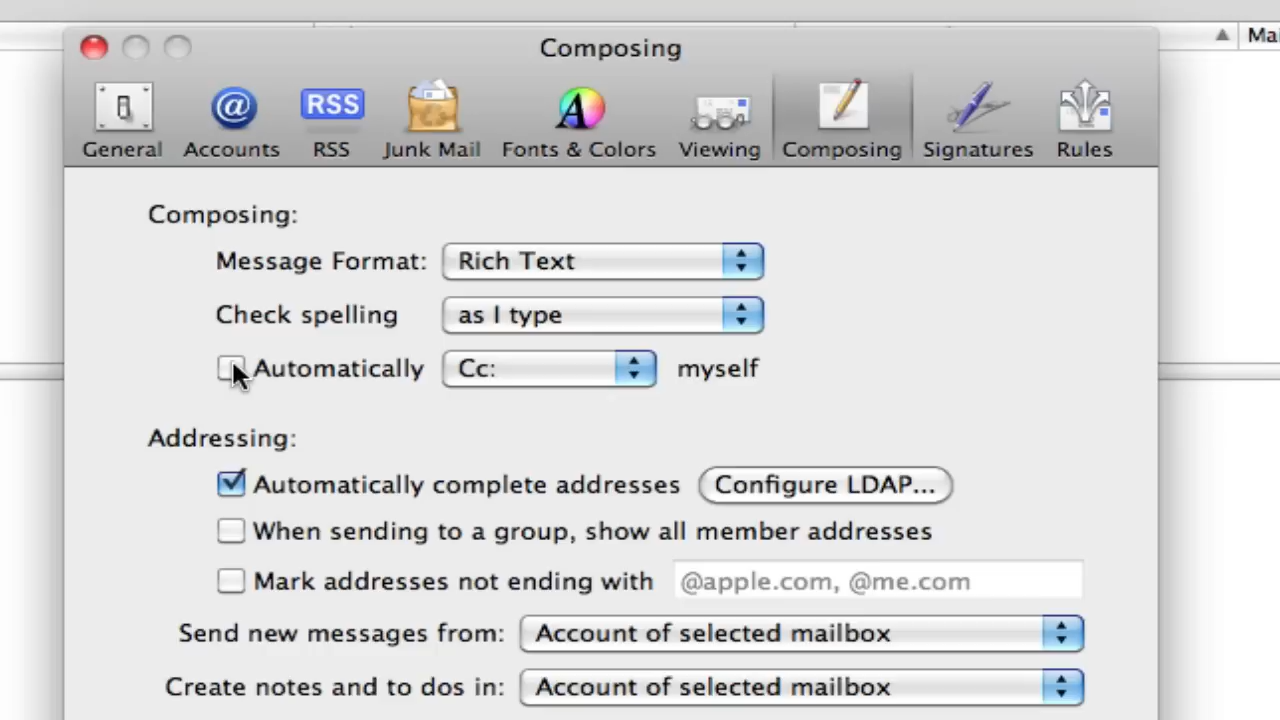 Composing
Mai
General Accounts RSS RSS Junk Mail Fonts & Colors Viewing Composing Signatures Rules
Composing:
Message Format: Rich Text
Check spelling as I type
Automatically Cc: myself
Addressing:
Automatically complete addresses Configure LDAP...
When sending to a group, show all member addresses
Mark addresses not ending with @apple.com, @me.com
Send new messages from: Account of selected mailbox
Create notes and to dos in: Account of selected mailbox